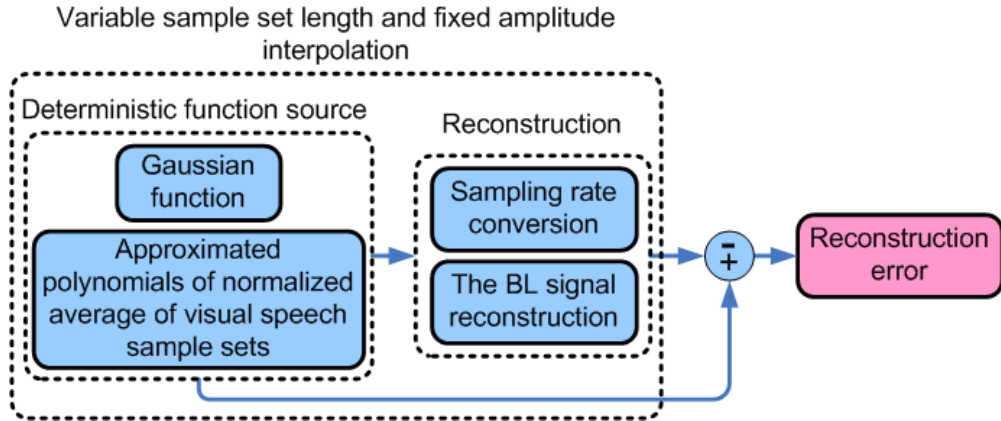 Variable sample set length and fixed amplitude
interpolation
Deterministic function source
Gaussian
function
Approximated
polynomials of normalized
average of visual speech
sample sets
Reconstruction
Sampling rate
conversion
The BL signal
reconstruction
-
+
Reconstruction
error